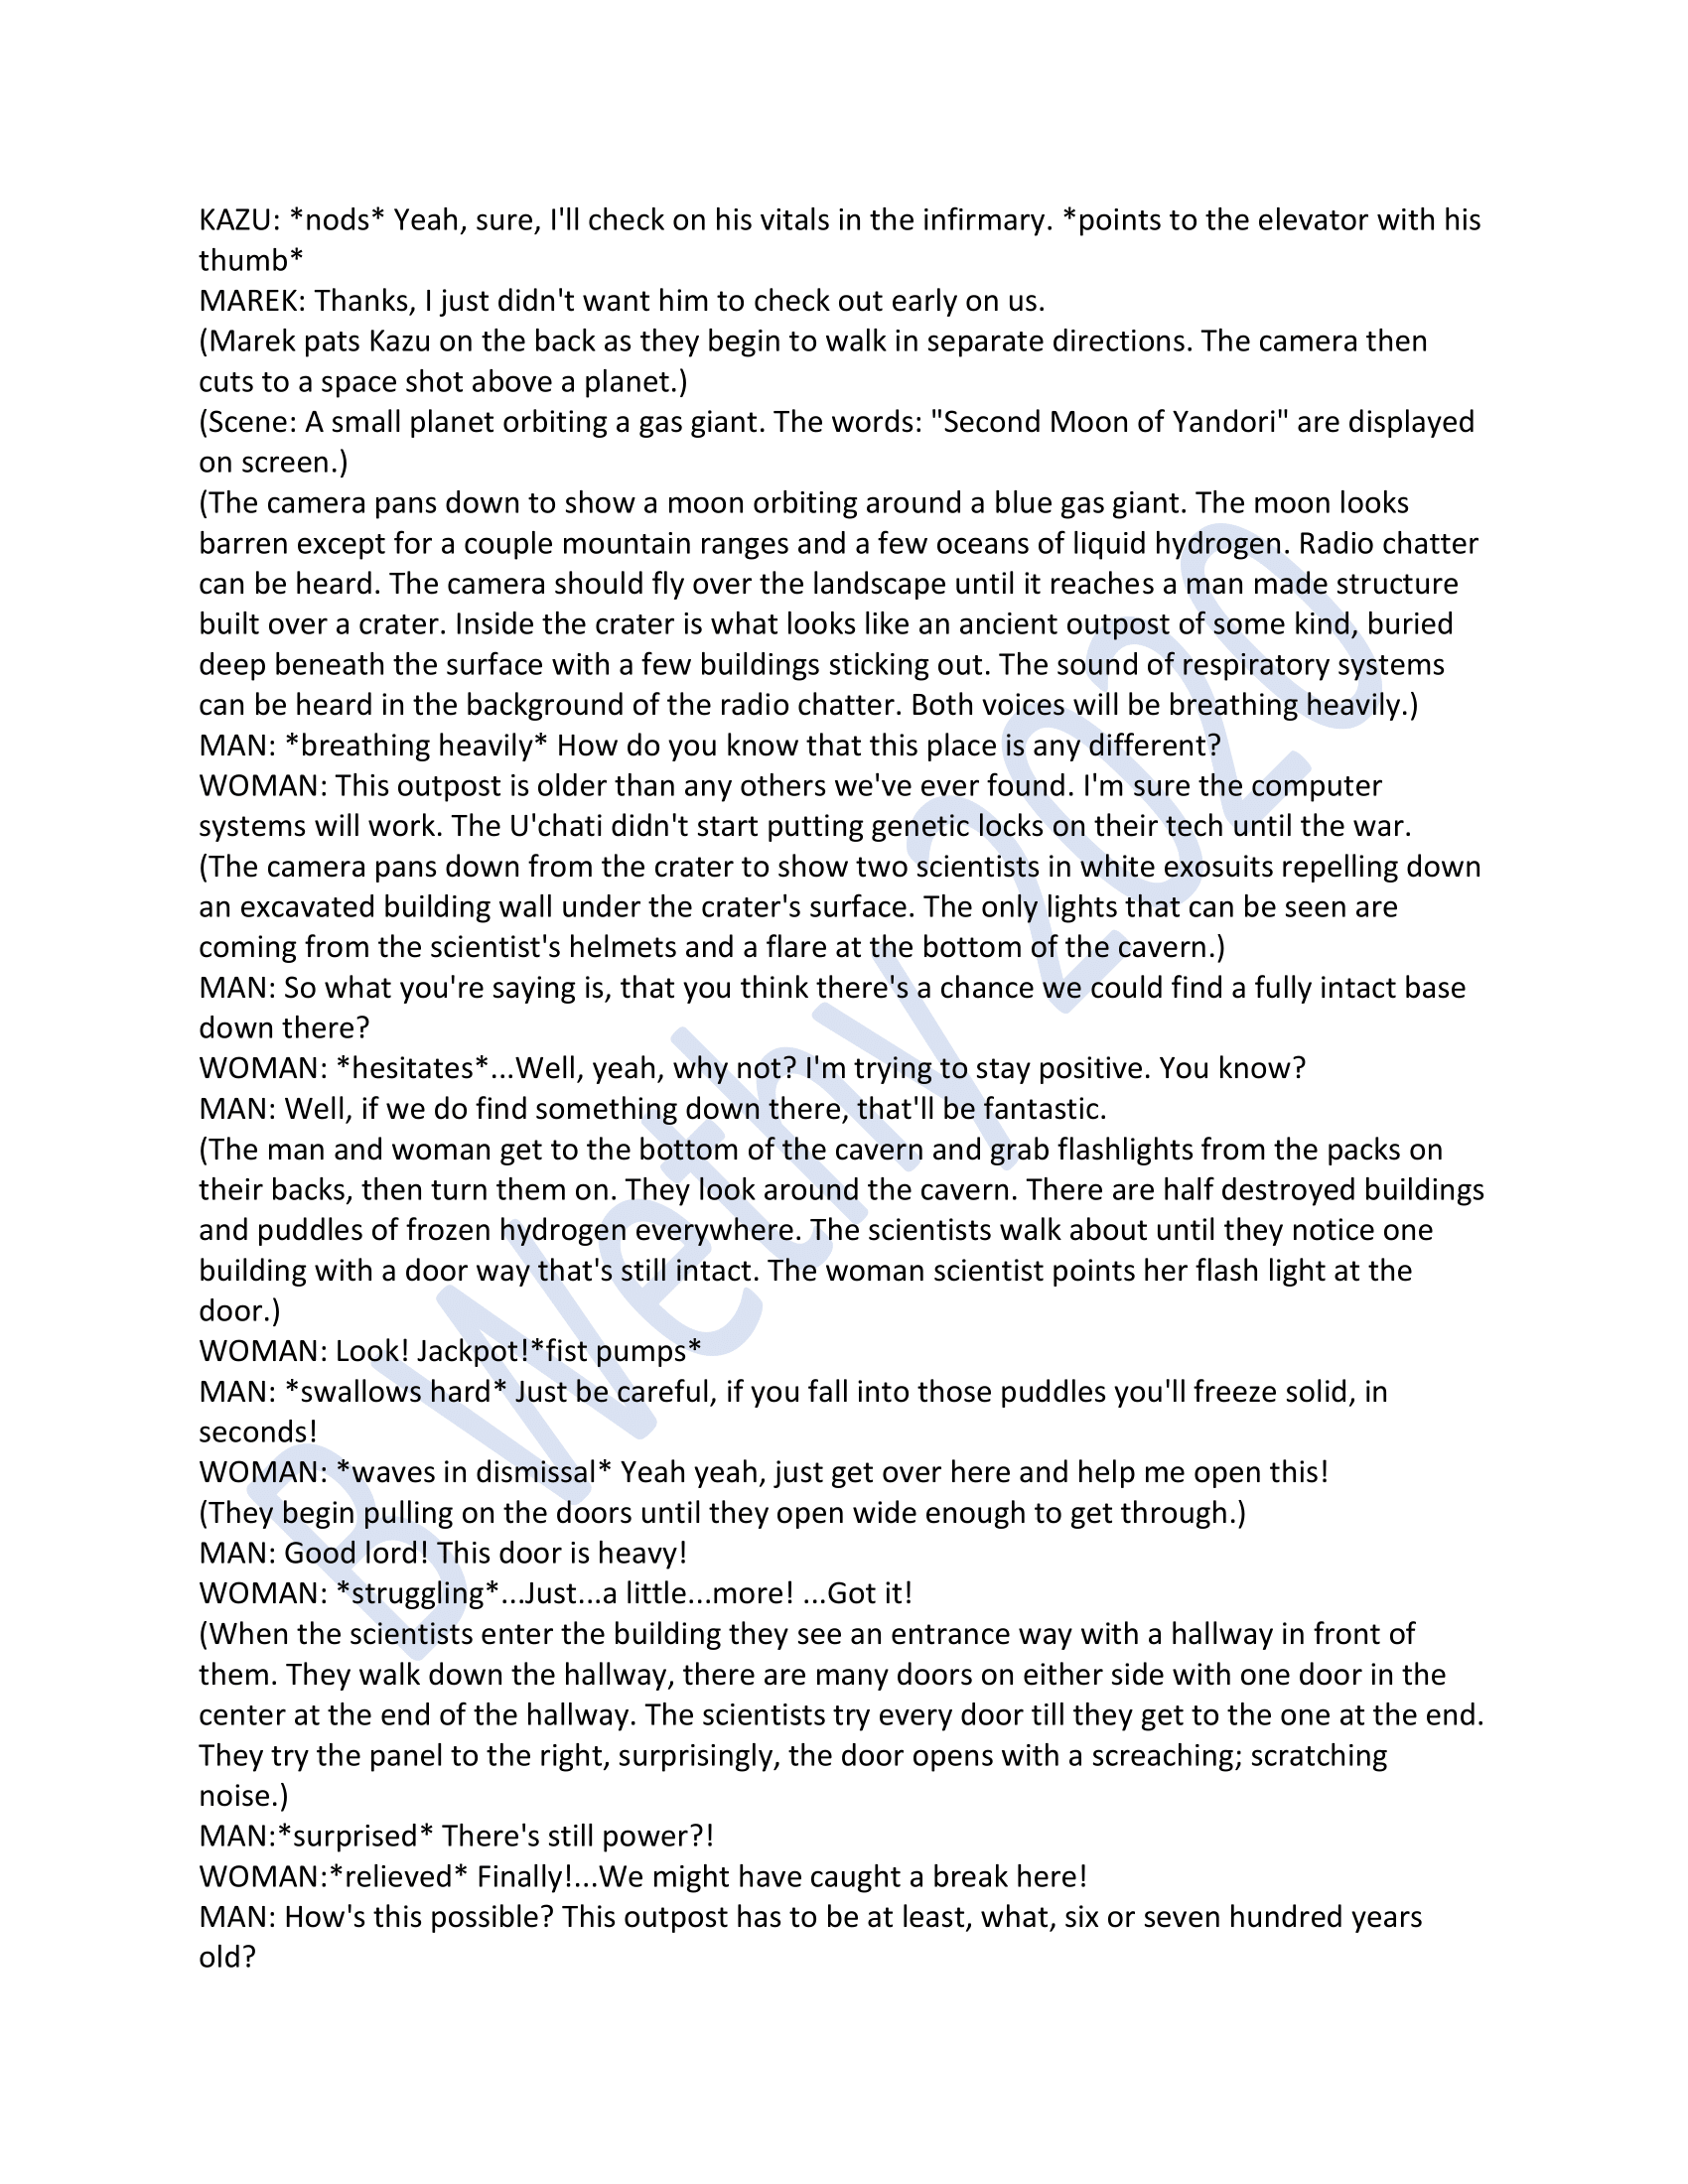 KAZU: *nods* Yeah, sure, I'll check on his vitals in the infirmary. *points to the elevator with his
thumb*
MAREK: Thanks, I just didn't want him to check out early on us.
(Marek pats Kazu on the back as they begin to walk in separate directions. The camera then
cuts to a space shot above a planet.)
(Scene: A small planet orbiting a gas giant. The words: "Second Moon of Yandori" are displayed
on screen.)
(The camera pans down to show a moon orbiting around a blue gas giant. The moon looks
barren except for a couple mountain ranges and a few oceans of liquid hydrogen. Radio chatter
can be heard. The camera should fly over the landscape until it reaches a man made structure
built over a crater. Inside the crater is what looks like an ancient outpost of some kind, buried
deep beneath the surface with a few buildings sticking out. The sound of respiratory systems
can be heard in the background of the radio chatter. Both voices will be breathing heavily.)
MAN: *breathing heavily* How do you know that this place is any different?
WOMAN: This outpost is older than any others we've ever found. I'm sure the computer
systems will work. The U'chati didn't start putting genetic locks on their tech until the war.
(The camera pans down from the crater to show two scientists in white exosuits repelling down
an excavated building wall under the crater's surface. The only lights that can be seen are
coming from the scientist's helmets and a flare at the bottom of the cavern.)
MAN: So what you're saying is, that you think there's a chance we could find a fully intact base
down there?
WOMAN: *hesitates*...Well, yeah, why not? I'm trying to stay positive. You know?
MAN: Well, if we do find something down there, that'll be fantastic.
(The man and woman get to the bottom of the cavern and grab flashlights from the packs on
their backs, then turn them on. They look around the cavern. There are half destroyed buildings
and puddles of frozen hydrogen everywhere. The scientists walk about until they notice one
building with a door way that's still intact. The woman scientist points her flash light at the
door.)
WOMAN: Look! Jackpot!*fist pumps*
MAN: *swallows hard* Just be careful, if you fall into those puddles you'll freeze solid, in
seconds!
WOMAN: *waves in dismissal* Yeah yeah, just get over here and help me open this!
(They begin pulling on the doors until they open wide enough to get through.)
MAN: Good lord! This door is heavy!
WOMAN: *struggling*...Just...a little...more! ...Got it!
(When the scientists enter the building they see an entrance way with a hallway in front of
them. They walk down the hallway, there are many doors on either side with one door in the
center at the end of the hallway. The scientists try every door till they get to the one at the end.
They try the panel to the right, surprisingly, the door opens with a screaching; scratching
noise.)
MAN:*surprised* There's still power?!
WOMAN:*relieved* Finally!...We might have caught a break here!
MAN: How's this possible? This outpost has to be at least, what, six or seven hundred years
old?
B Wethy 2020